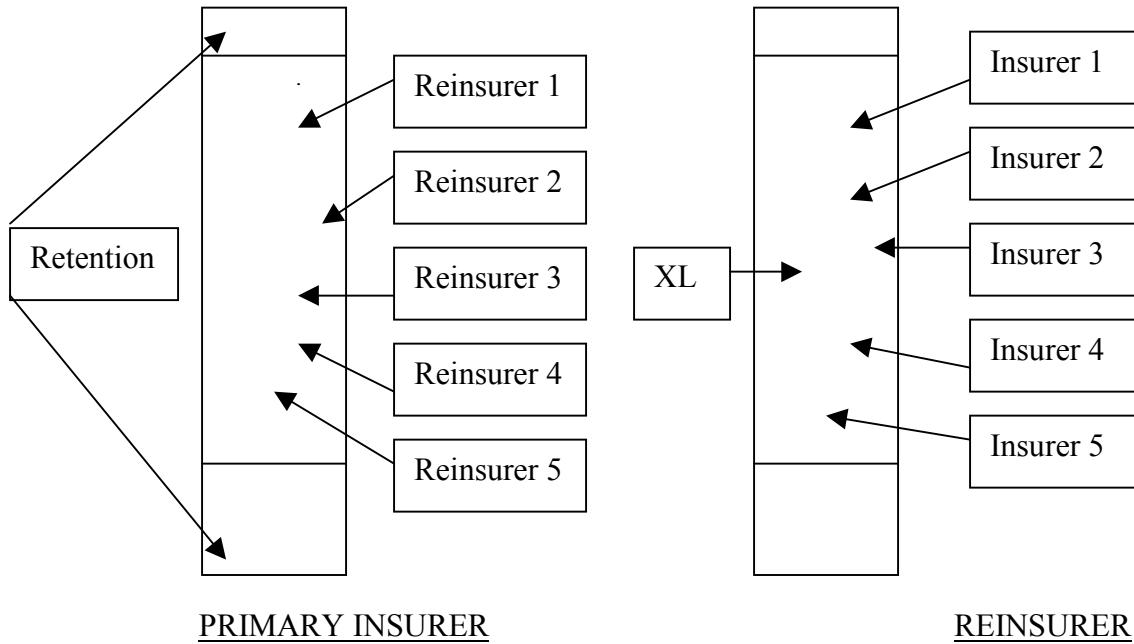 Retention
Reinsurer 1
Reinsurer 2
Reinsurer 3
Reinsurer 4
Reinsurer 5
PRIMARY INSURER
XL
Insurer 1
Insurer 2
Insurer 3
Insurer 4
Insurer 5
REINSURER